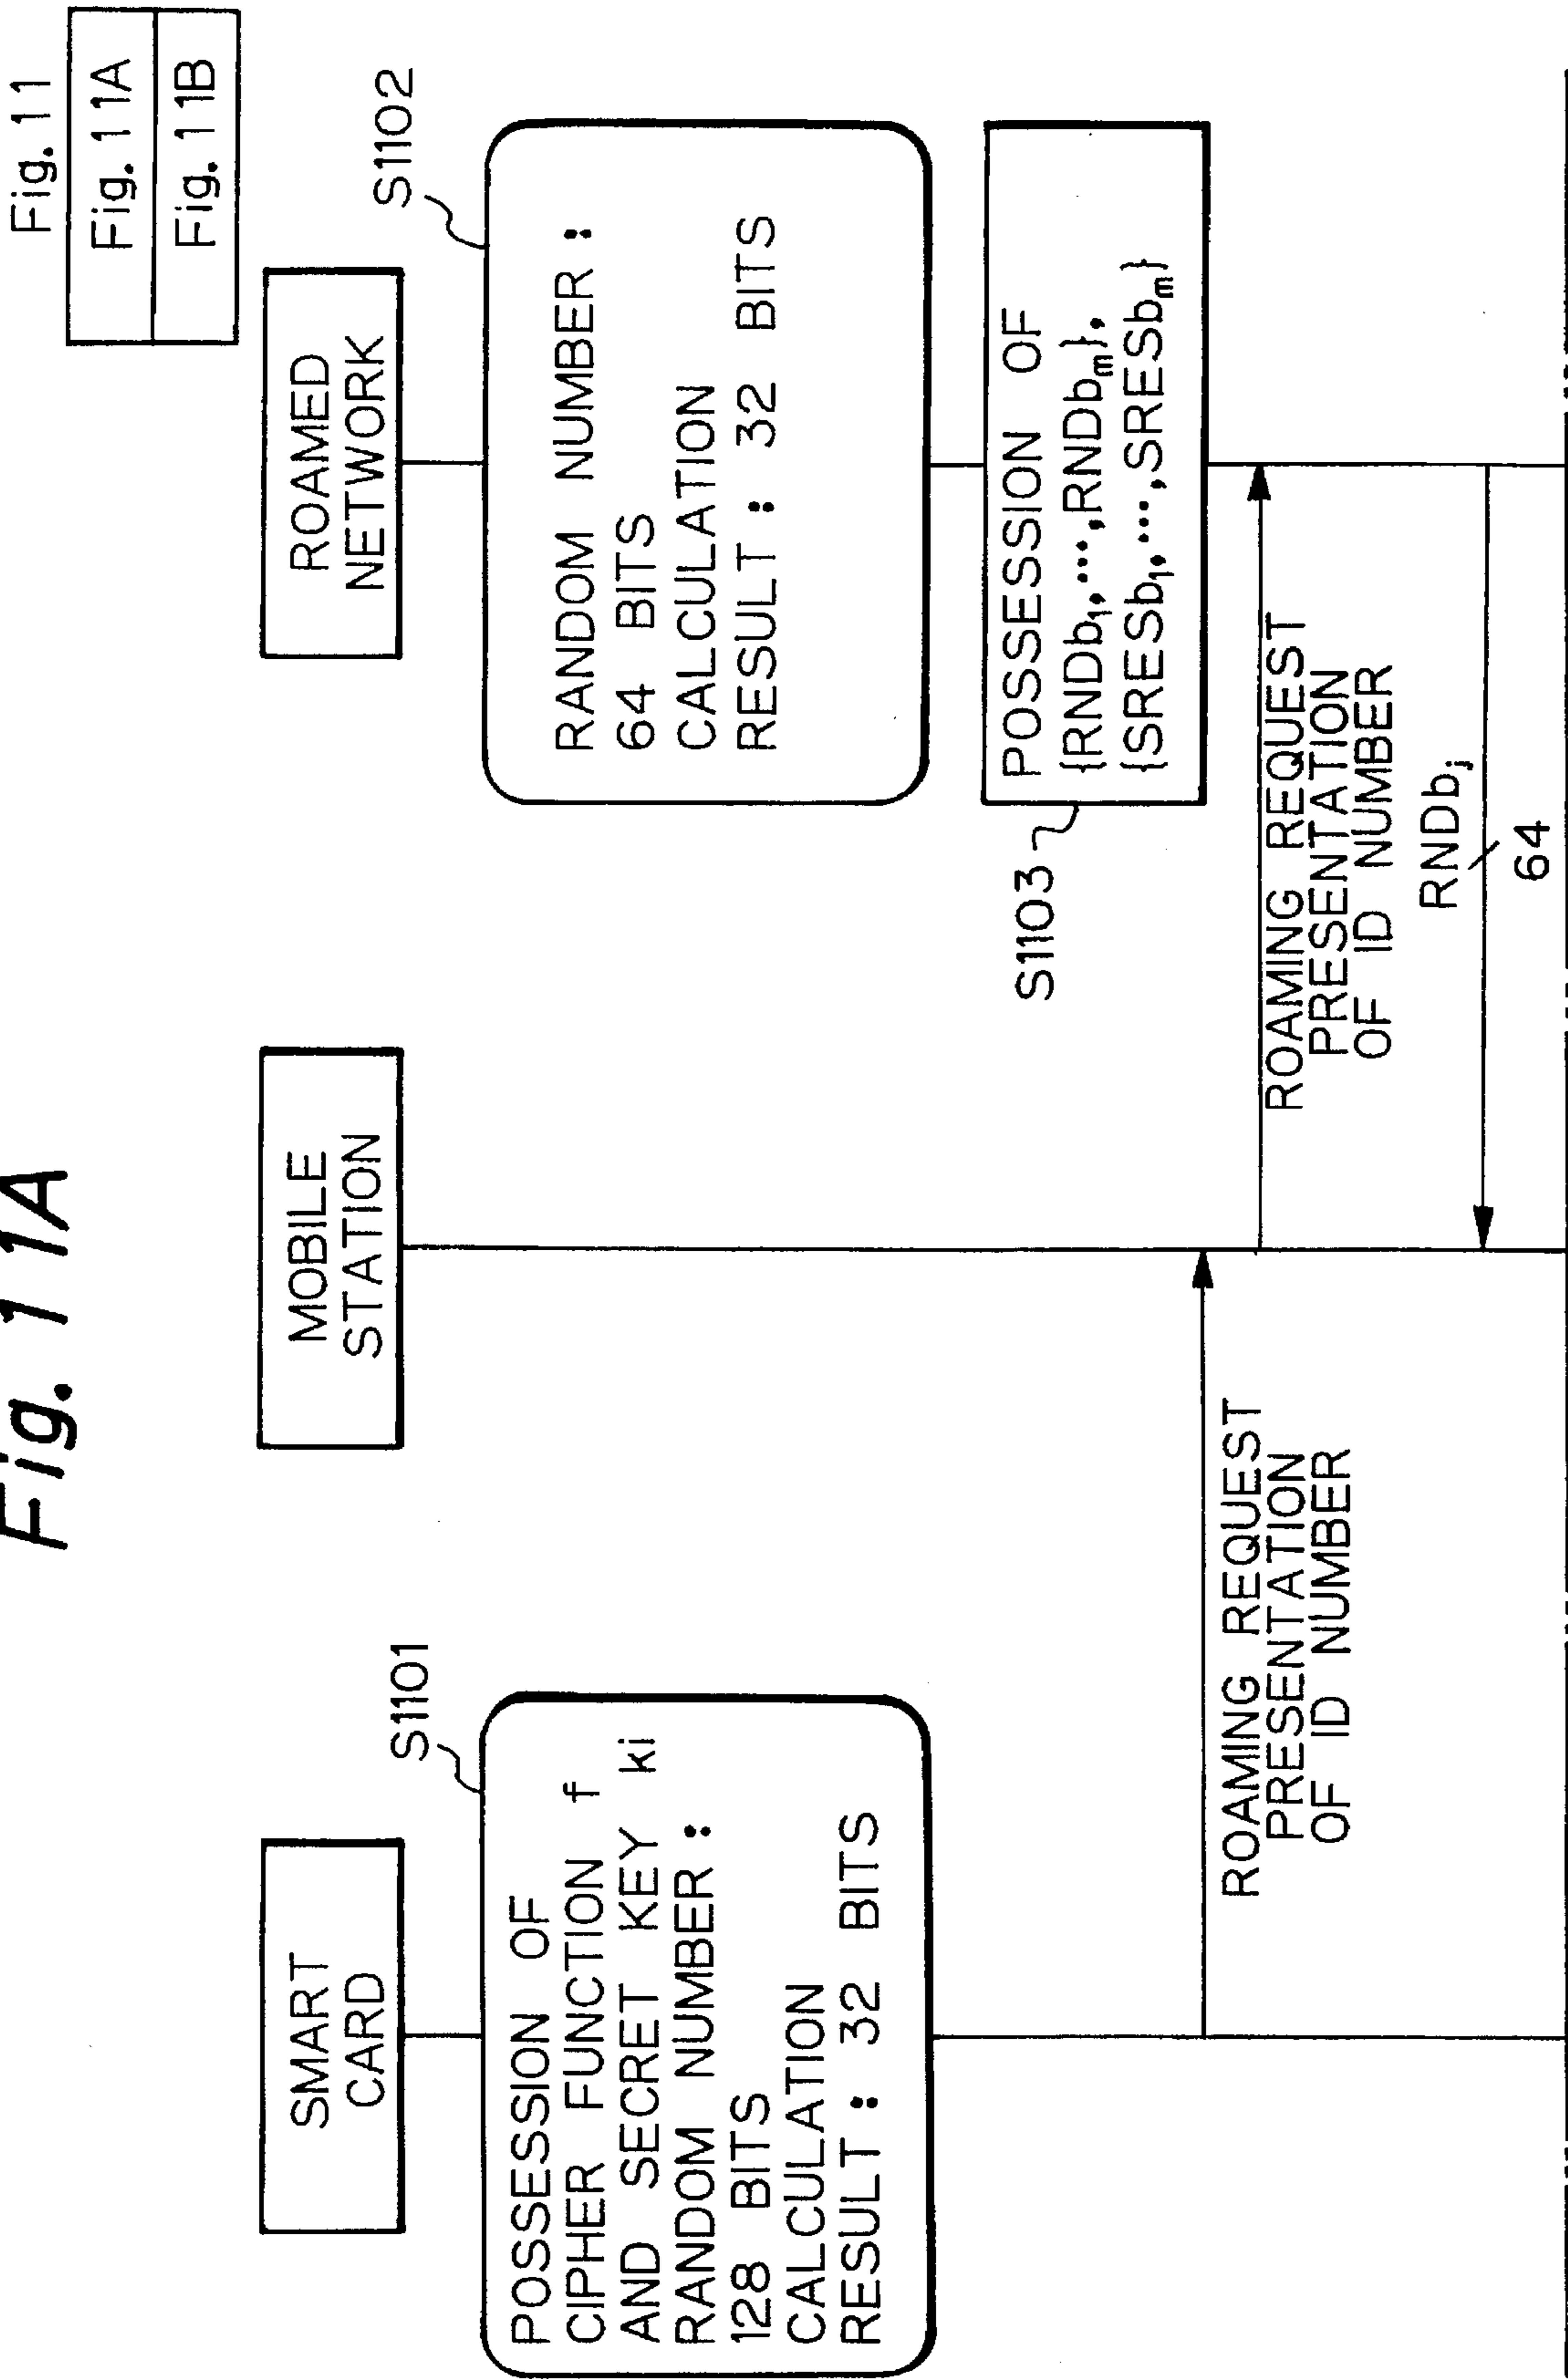 Fig. 11A
Fig. 11
Fig. 11A
Fig. 11B
SMART
CARD
MOBILE
STATION
ROAMED
NETWORK
S1101
POSSESSION OF
CIPHER FUNCTION f
AND SECRET KEY ki
RANDOM NUMBER :
128 BITS
CALCULATION
RESULT : 32 BITS
S1102
RANDOM NUMBER :
64 BITS
CALCULATION
RESULT : 32 BITS
S1103
POSSESSION OF
{RNDb₁,···,RNDbₘ},
{SRESb₁,···,SRESbₘ}
ROAMING REQUEST
PRESENTATION
OF ID NUMBER
ROAMING REQUEST
PRESENTATION
OF ID NUMBER
RNDbⱼ
64